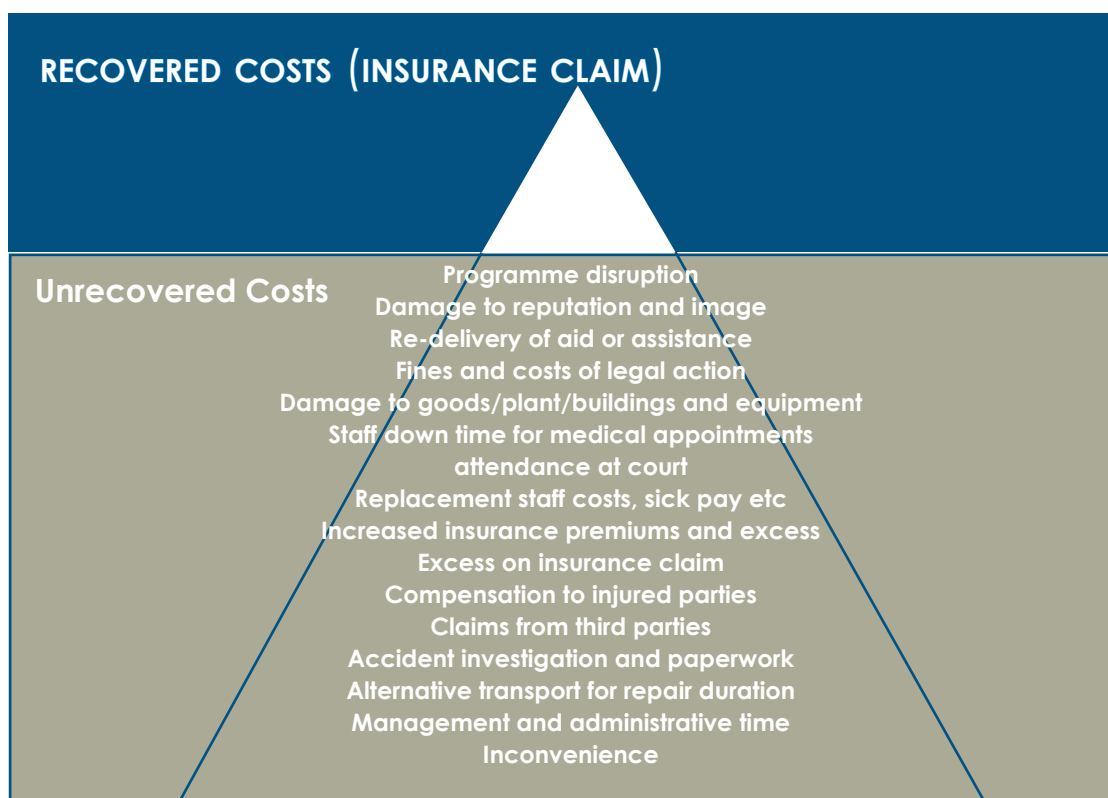 RECOVERED COSTS (INSURANCE CLAIM)
Unrecovered Costs
Programme disruption
Damage to reputation and image
Re-delivery of aid or assistance
Fines and costs of legal action
Damage to goods/plant/buildings and equipment
Staff down time for medical appointments
attendance at court
Replacement staff costs, sick pay etc
Increased insurance premiums and excess
Excess on insurance claim
Compensation to injured parties
Claims from third parties
Accident investigation and paperwork
Alternative transport for repair duration
Management and administrative time
Inconvenience